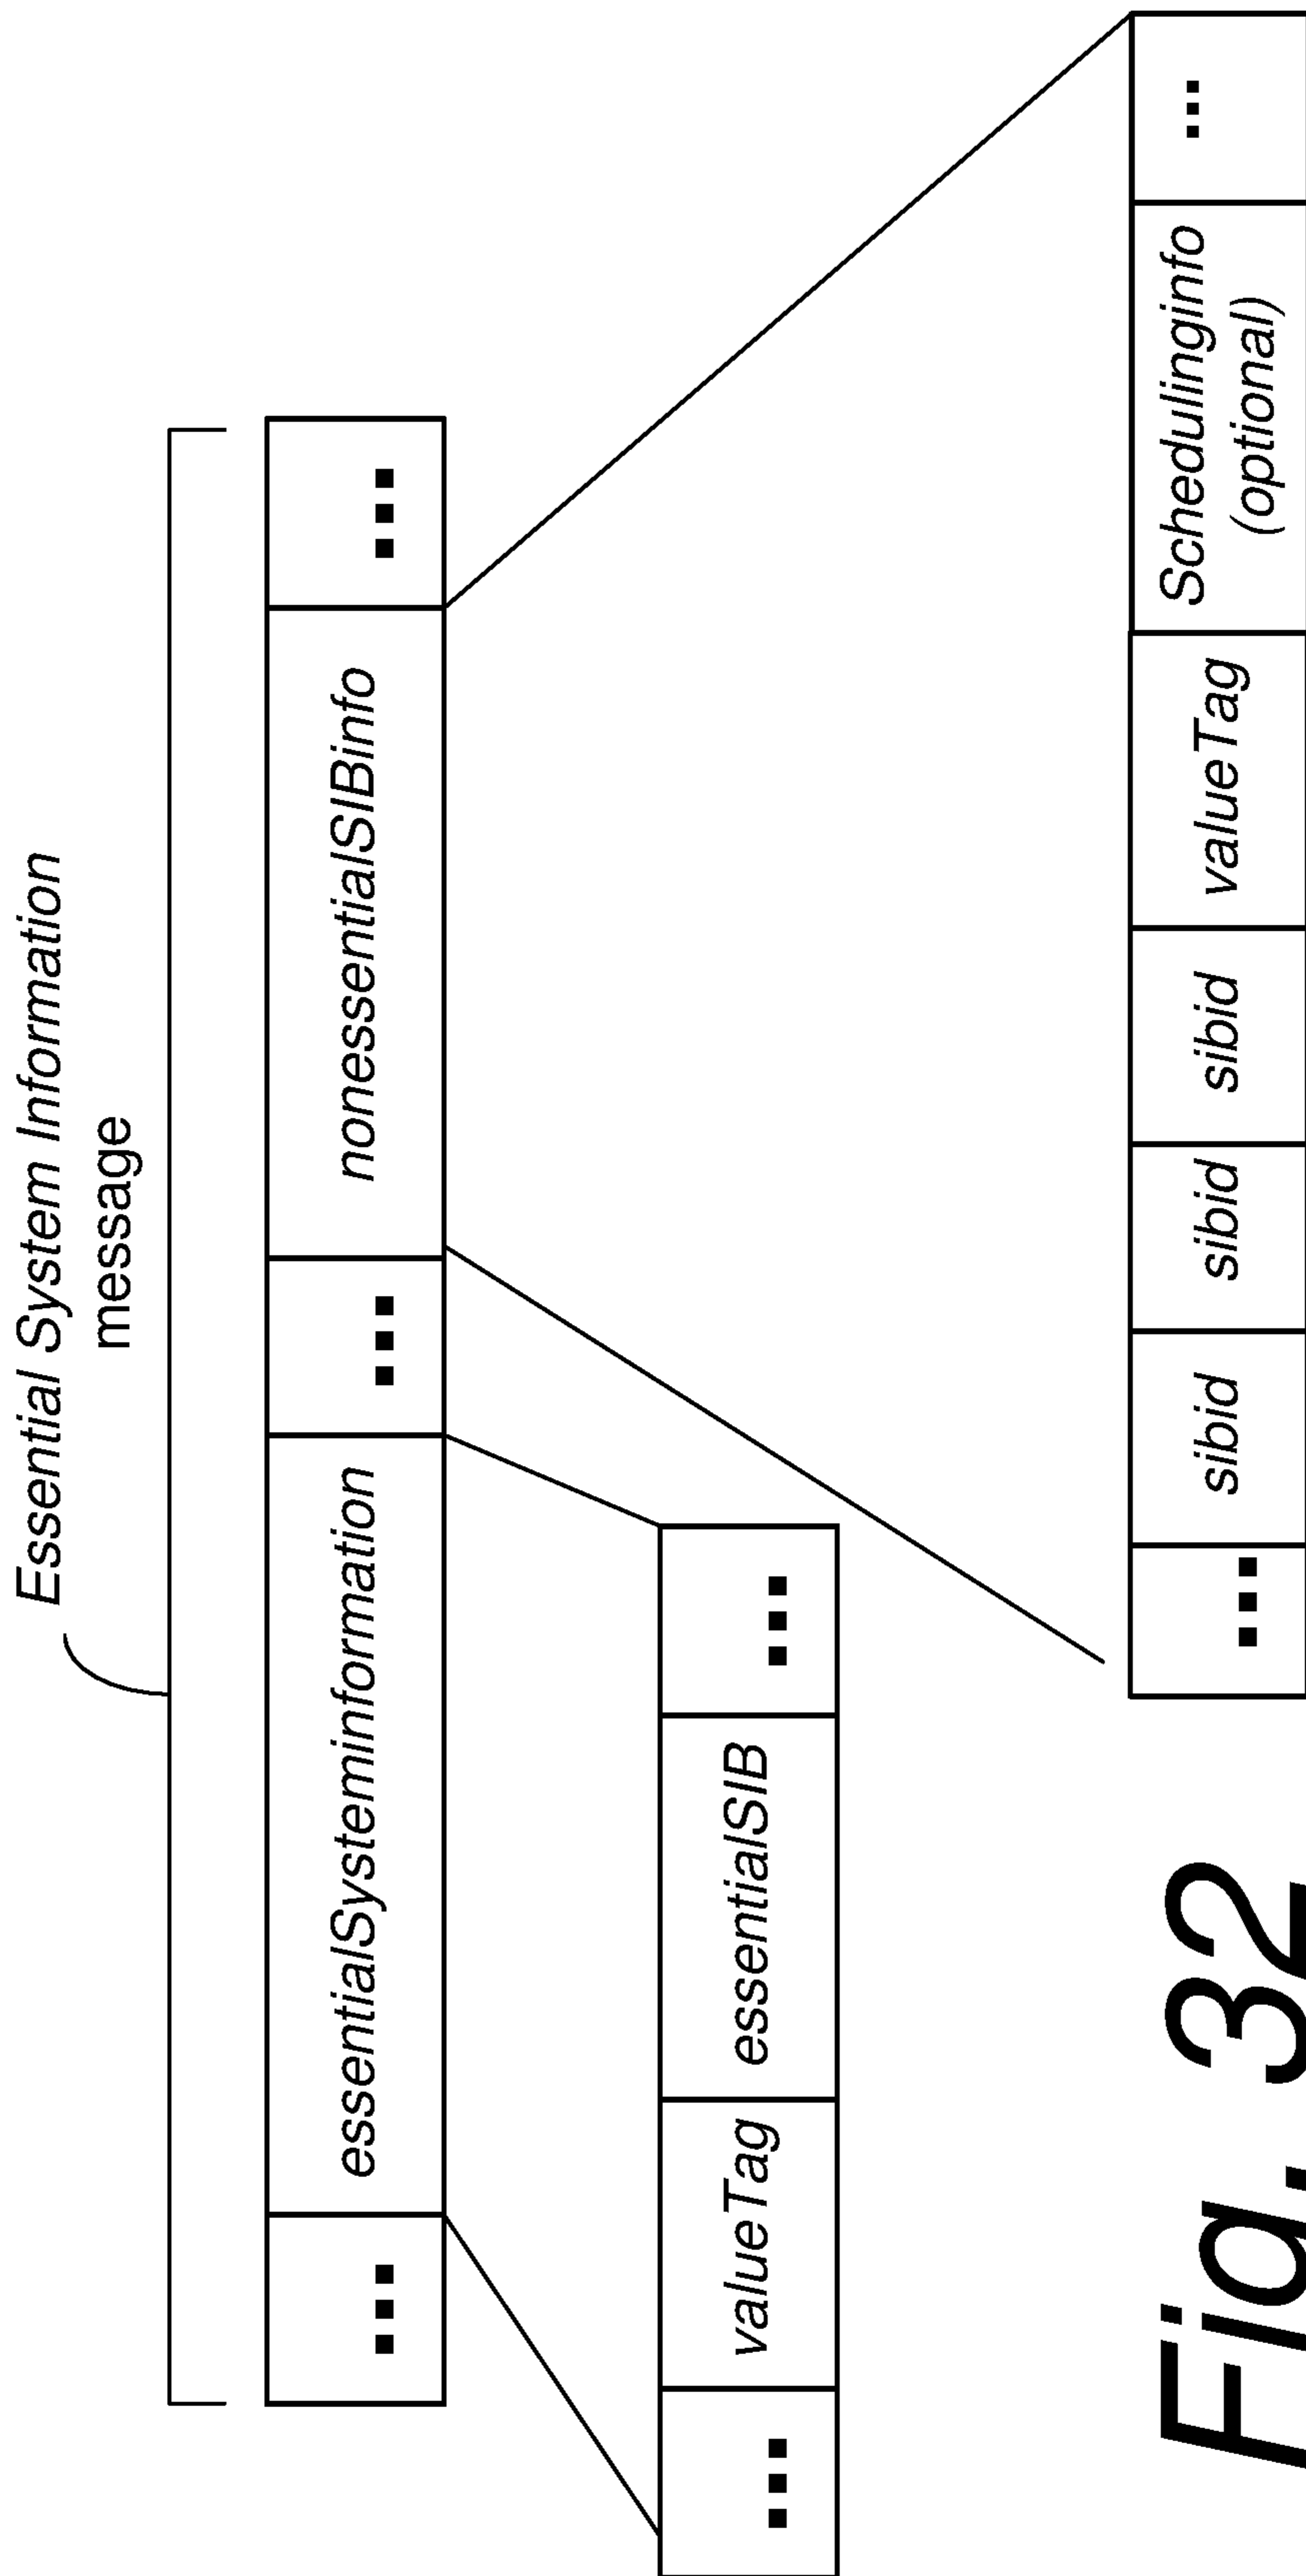 Essential System Information
message
... essentialSysteminformation ... nonessentialSIBinfo ...
... valueTag essentialSIB ...
... sibid sibid sibid valueTag Schedulinginfo ...
(optional)
Fig. 32